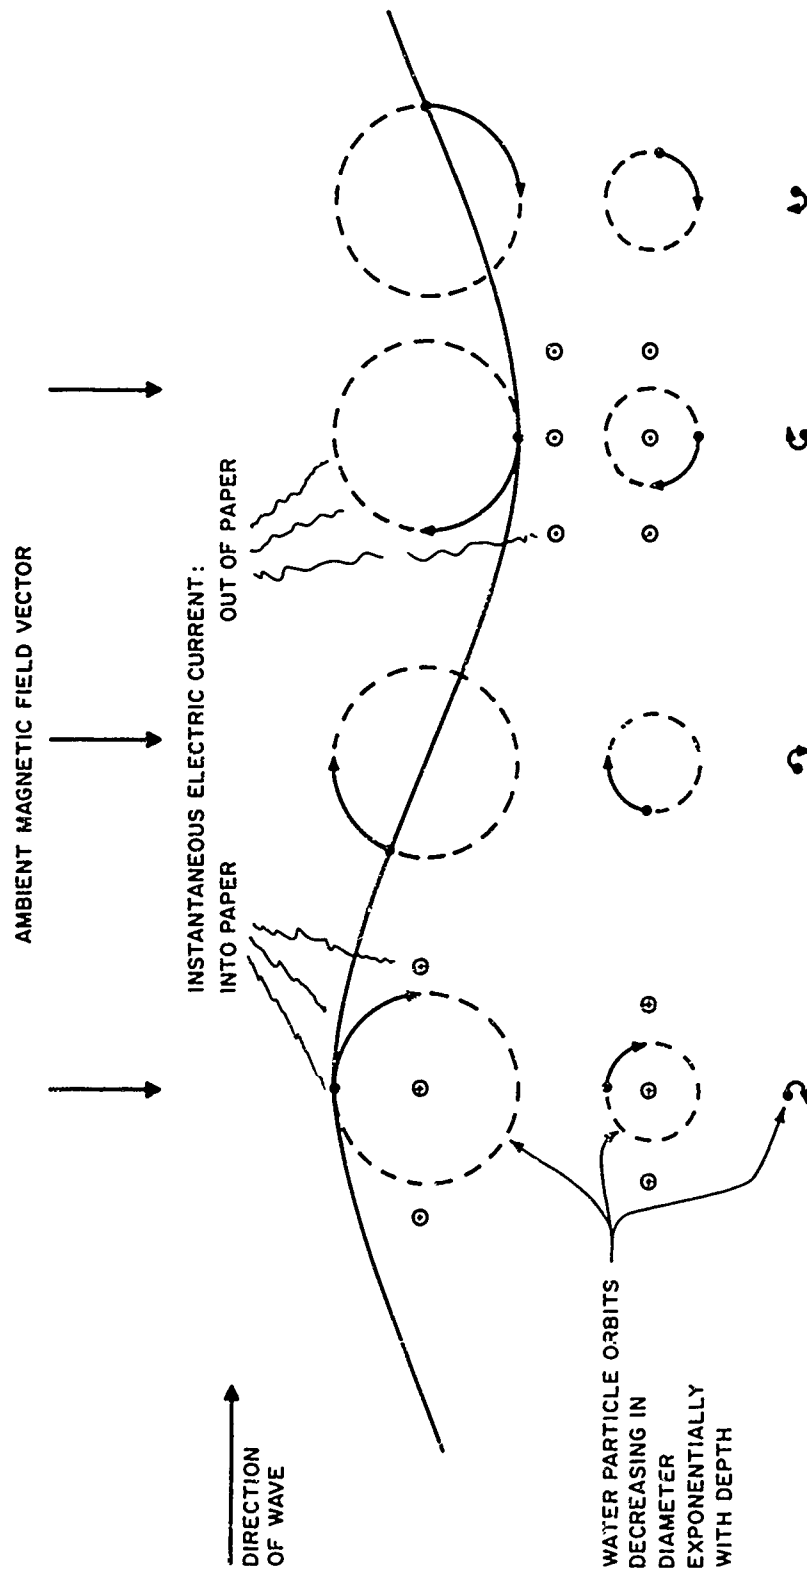 AMBIENT MAGNETIC FIELD VECTOR
INSTANTANEOUS ELECTRIC CURRENT:
INTO PAPER
OUT OF PAPER
DIRECTION
OF WAVE
WATER PARTICLE ORBITS
DECREASING IN
DIAMETER
EXPONENTIALLY
WITH DEPTH